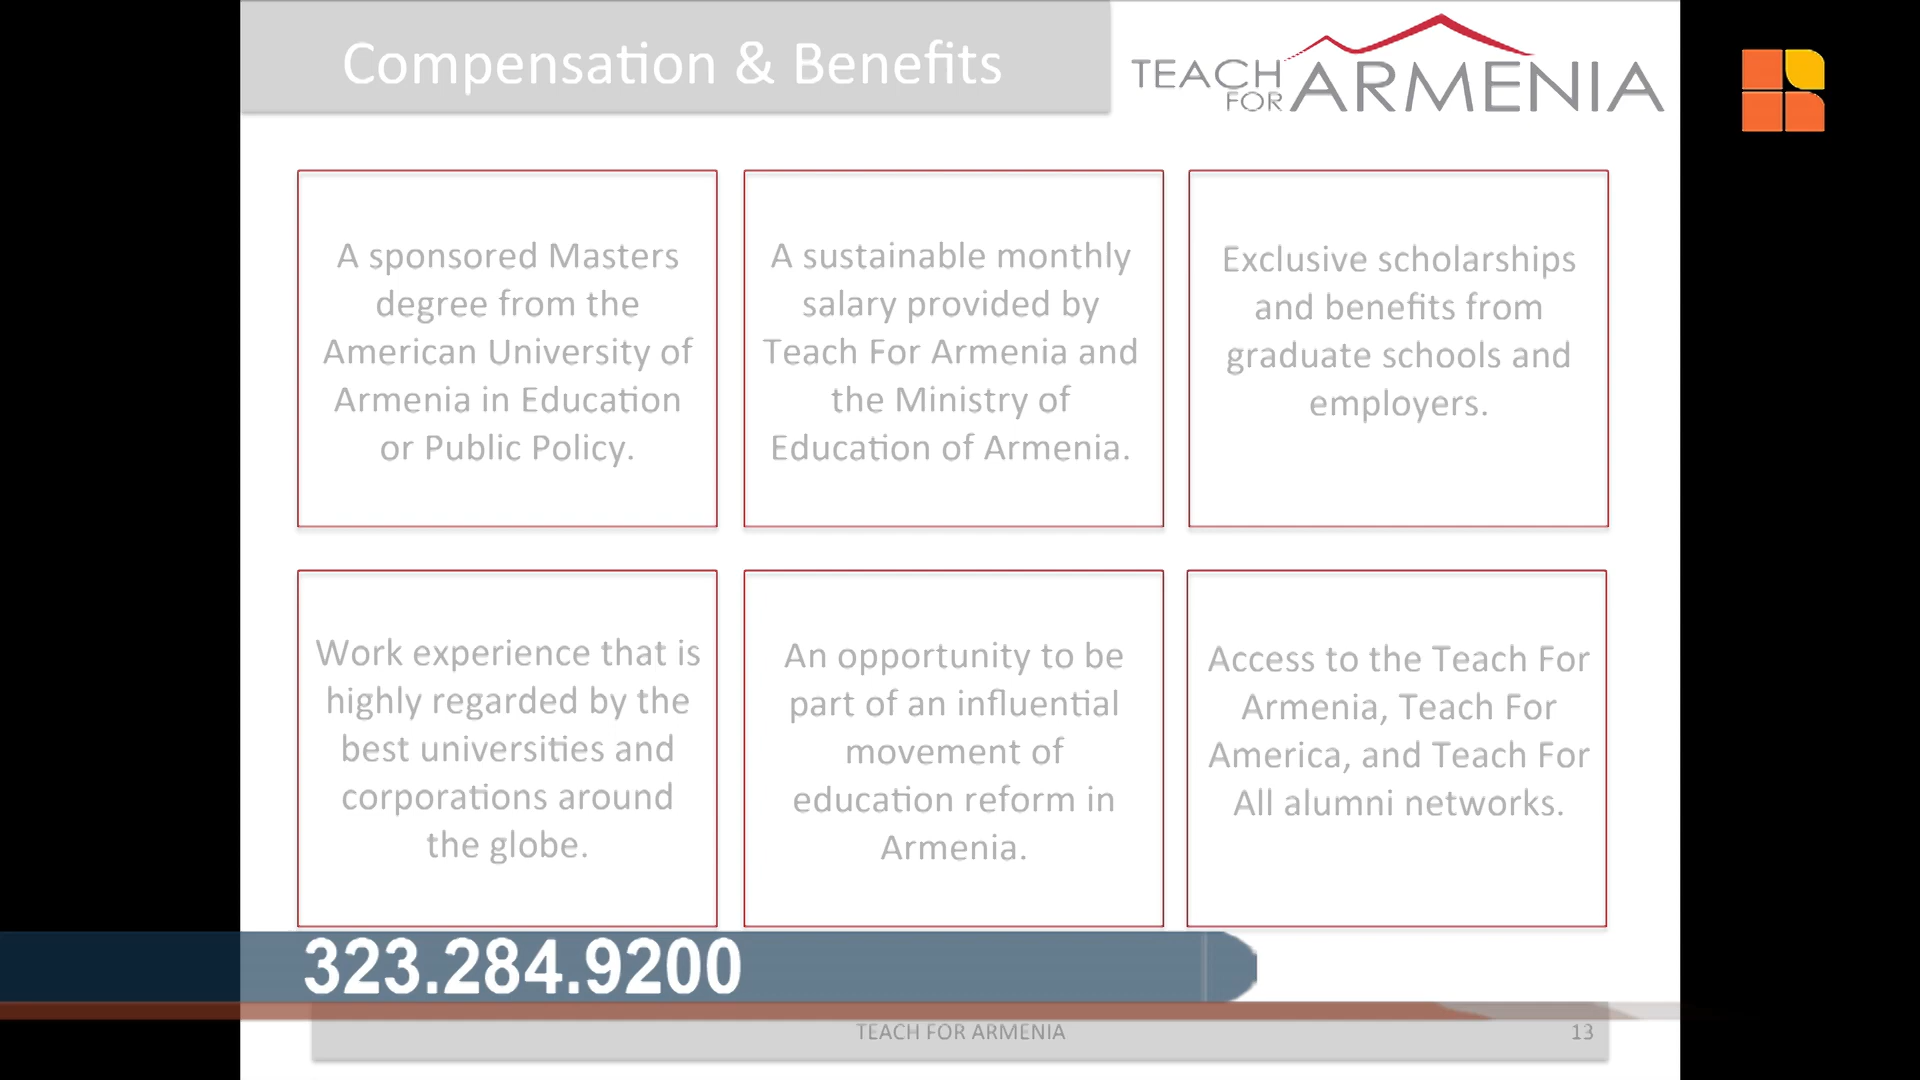 Compensation & Benefits
TEACH
FOR
ARMENIA
A sponsored Masters
degree from the
American University of
Armenia in Education
or Public Policy.
A sustainable monthly
salary provided by
Teach For Armenia and
the Ministry of
Education of Armenia.
Exclusive scholarships
and benefits from
graduate schools and
employers.
Work experience that is
highly regarded by the
best universities and
corporations around
the globe.
An opportunity to be
part of an influential
movement of
education reform in
Armenia.
Access to the Teach For
Armenia, Teach For
America, and Teach For
All alumni networks.
323.284.9200
TEACH FOR ARMENIA
13